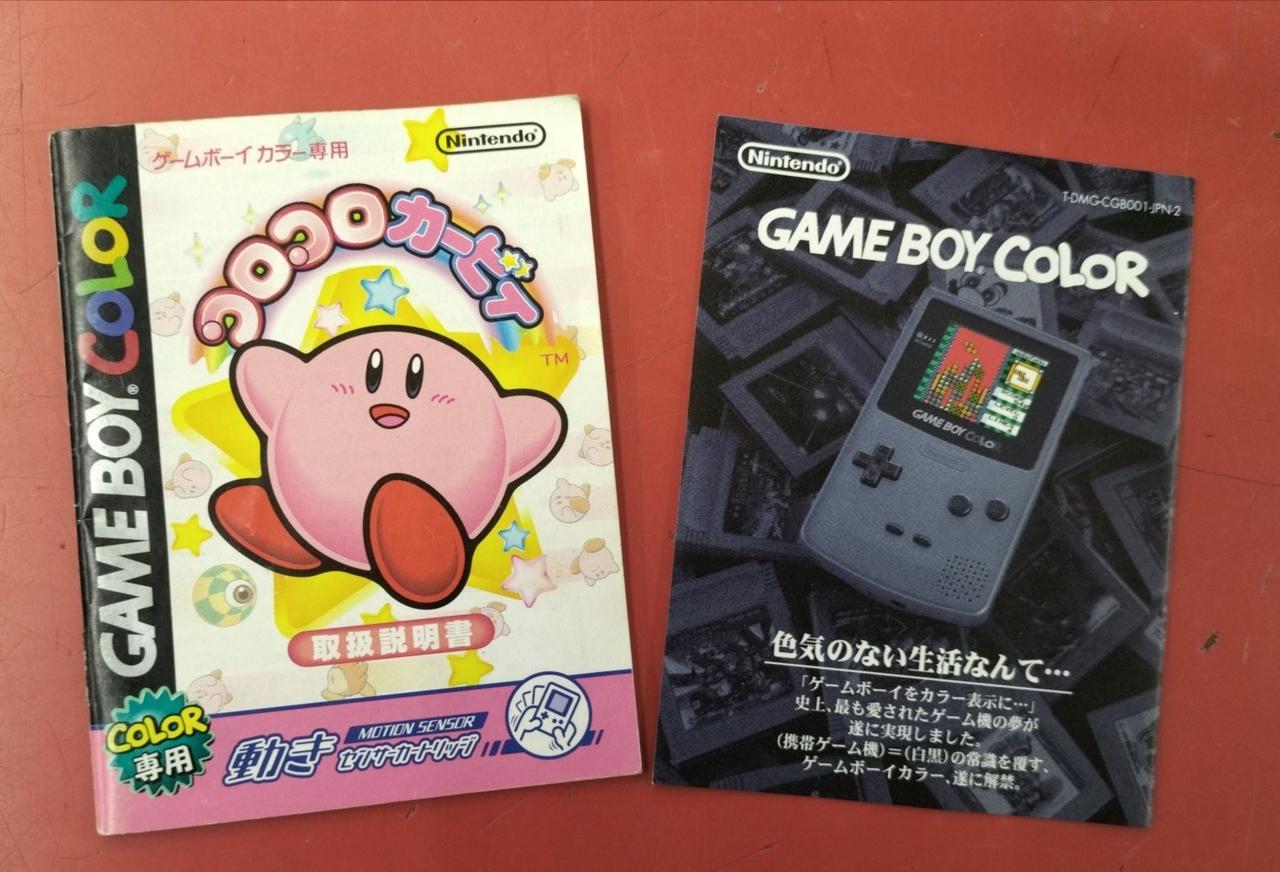 ゲームボーイ カラー専用
Nintendo®
コロコロカービィ
TM
GAME BOY® COLOR
取扱説明書
COLOR
専用
動き
MOTION SENSOR
センサーカートリッジ
Nintendo®
T-DMG-CGB001-JPN-2
GAME BOY® COLOR
GAME BOY COLOR
Nintendo
色気のない生活なんて…
「ゲームボーイをカラー表示に…」
史上、最も愛されたゲーム機の夢が
遂に実現しました。
(携帯ゲーム機)=(白黒)の常識を覆す、
ゲームボーイカラー、遂に解禁。